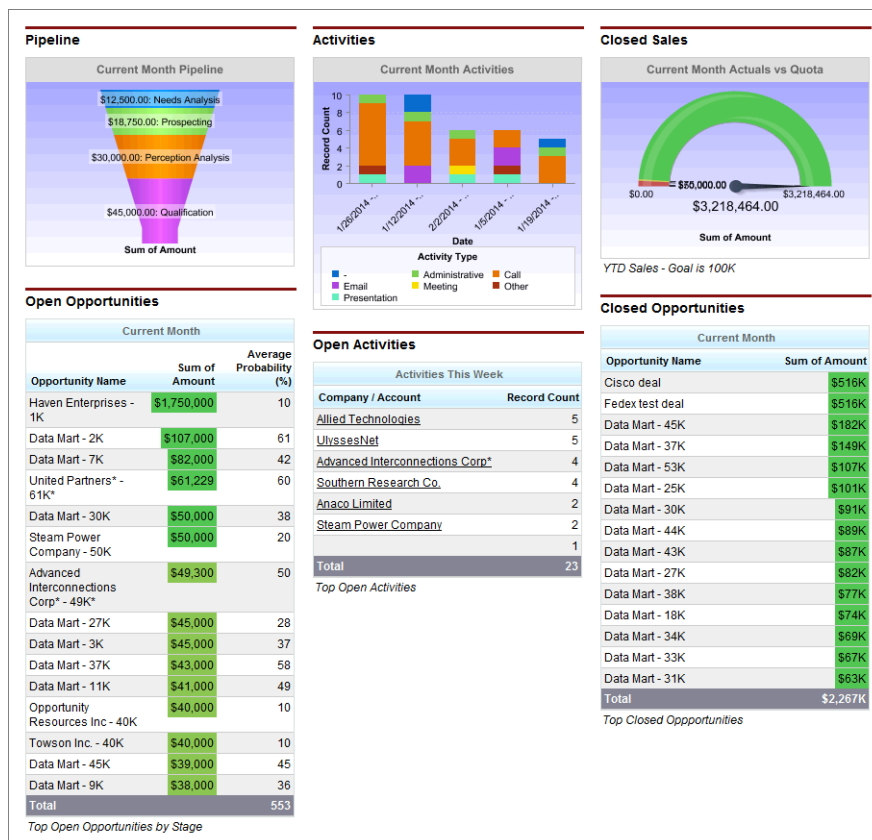 Pipeline
Current Month Pipeline
$12,500.00: Needs Analysis
$18,750.00: Prospecting
$30,000.00: Perception Analysis
$45,000.00: Qualification
Sum of Amount
Open Opportunities
Current Month
Opportunity Name Sum of Amount Average Probability (%)
Haven Enterprises - 1K $1,750,000 10
Data Mart - 2K $107,000 61
Data Mart - 7K $82,000 42
United Partners* - 61K* $61,229 60
Data Mart - 30K $50,000 38
Steam Power Company - 50K $50,000 20
Advanced Interconnections Corp* - 49K* $49,300 50
Data Mart - 27K $45,000 28
Data Mart - 3K $45,000 37
Data Mart - 37K $43,000 58
Data Mart - 11K $41,000 49
Opportunity Resources Inc - 40K $40,000 10
Towson Inc. - 40K $40,000 10
Data Mart - 45K $39,000 45
Data Mart - 9K $38,000 36
Total 553
Top Open Opportunities by Stage
Activities
Current Month Activities
Record Count
10
8
6
4
2
0
1/26/2014 - ..
1/12/2014 - ..
2/2/2014 - ..
1/5/2014 - ..
1/19/2014 - ..
Date
Activity Type
- Administrative Call
Email Meeting Other
Presentation
Open Activities
Activities This Week
Company / Account Record Count
Allied Technologies 5
UlyssesNet 5
Advanced Interconnections Corp* 4
Southern Research Co. 4
Anaco Limited 2
Steam Power Company 2
1
Total 23
Top Open Activities
Closed Sales
Current Month Actuals vs Quota
$0.00
$3,218,464.00
$3,218,464.00
Sum of Amount
YTD Sales - Goal is 100K
Closed Opportunities
Current Month
Opportunity Name Sum of Amount
Cisco deal $516K
Fedex test deal $516K
Data Mart - 45K $182K
Data Mart - 37K $149K
Data Mart - 53K $107K
Data Mart - 25K $101K
Data Mart - 30K $91K
Data Mart - 44K $89K
Data Mart - 43K $87K
Data Mart - 27K $82K
Data Mart - 38K $77K
Data Mart - 18K $74K
Data Mart - 34K $69K
Data Mart - 33K $67K
Data Mart - 31K $63K
Total $2,267K
Top Closed Oppportunities